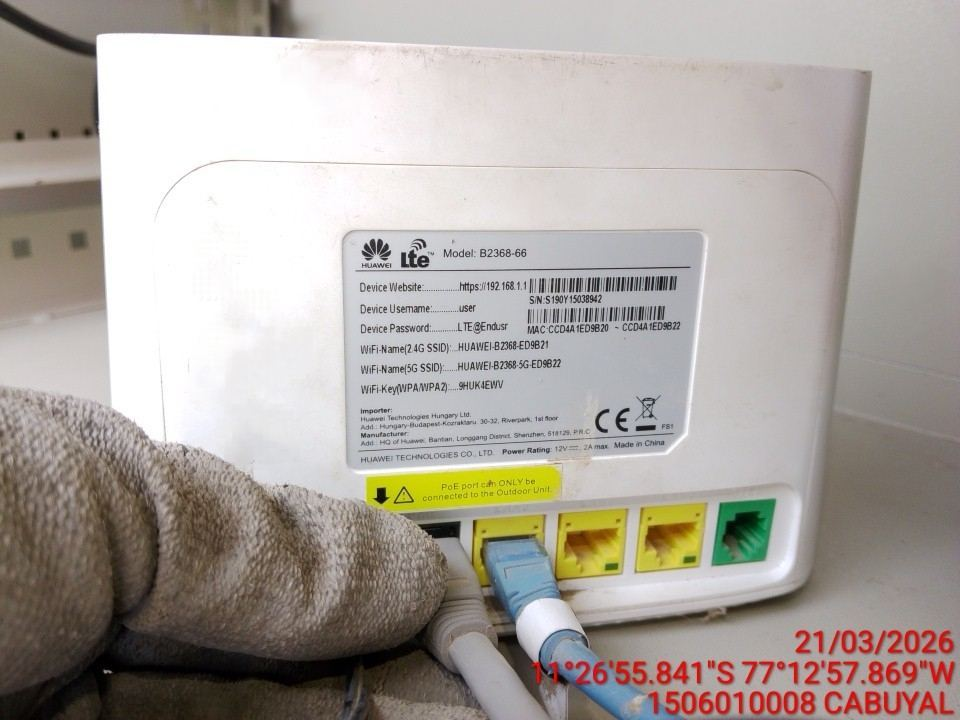 HUAWEI LTE™ Model: B2368-66
Device Website:................https://192.168.1.1
S/N:S190Y15038942
Device Username:..........user
Device Password:..........LTE@Endusr
MAC:CCD4A1ED9B20 ~ CCD4A1ED9B22
WiFi-Name(2.4G SSID):...HUAWEI-B2368-ED9B21
WiFi-Name(5G SSID):.....HUAWEI-B2368-5G-ED9B22
WiFi-Key(WPA/WPA2):....9HUK4EWV
Importer:
Huawei Technologies Hungary Ltd.
Add.: Hungary-Budapest-Kozraktaru. 30-32, Riverpark, 1st floor
Manufacturer:
Add.: HQ of Huawei, Bantian, Longgang District, Shenzhen, 518129, P.R.C
CE
FS1
HUAWEI TECHNOLOGIES CO., LTD. Power Rating: 12V⎓, 2A max. Made in China
PoE port can ONLY be
connected to the Outdoor Unit.
21/03/2026
11°26'55.841"S 77°12'57.869"W
1506010008 CABUYAL